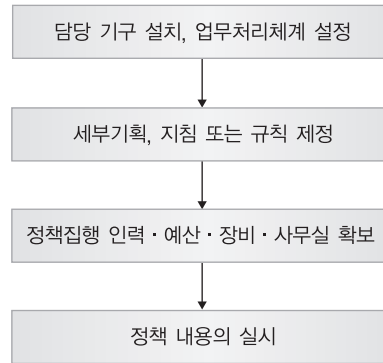 담당 기구 설치, 업무처리체계 설정
세부기획, 지침 또는 규칙 제정
정책집행 인력·예산·장비·사무실 확보
정책 내용의 실시